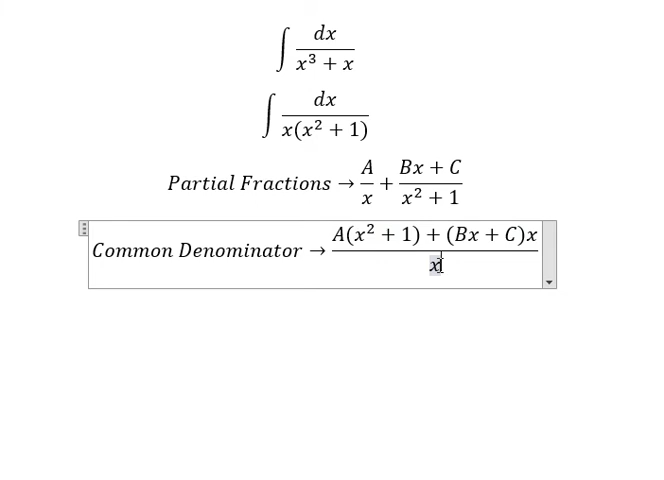 ∫ dx / (x³ + x)
∫ dx / (x(x² + 1))
Partial Fractions → A/x + (Bx + C)/(x² + 1)
Common Denominator → (A(x² + 1) + (Bx + C)x) / x